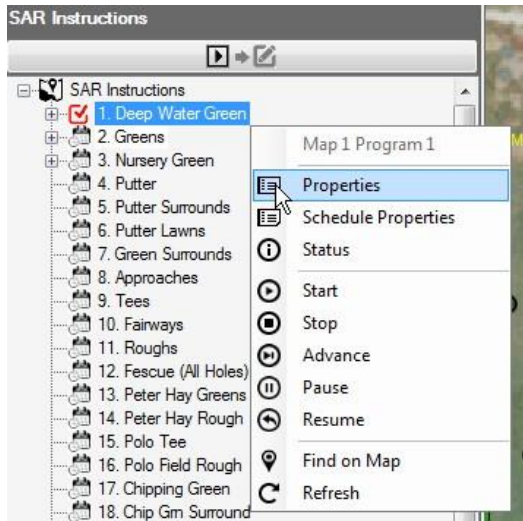 SAR Instructions
SAR Instructions
1. Deep Water Green
2. Greens
3. Nursery Green
4. Putter
5. Putter Surrounds
6. Putter Lawns
7. Green Surrounds
8. Approaches
9. Tees
10. Fairways
11. Roughs
12. Fescue (All Holes)
13. Peter Hay Greens
14. Peter Hay Rough
15. Polo Tee
16. Polo Field Rough
17. Chipping Green
18. Chip Grn Surround
Map 1 Program 1
Properties
Schedule Properties
Status
Start
Stop
Advance
Pause
Resume
Find on Map
Refresh
M